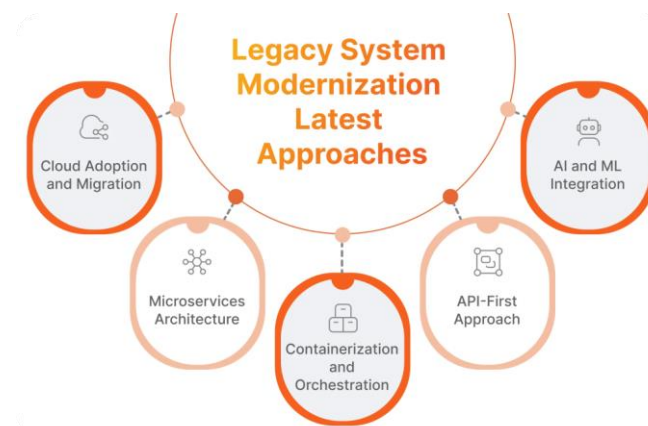 Legacy System
Modernization
Latest
Approaches
Cloud Adoption
and Migration
Microservices
Architecture
Containerization
and
Orchestration
API-First
Approach
AI and ML
Integration